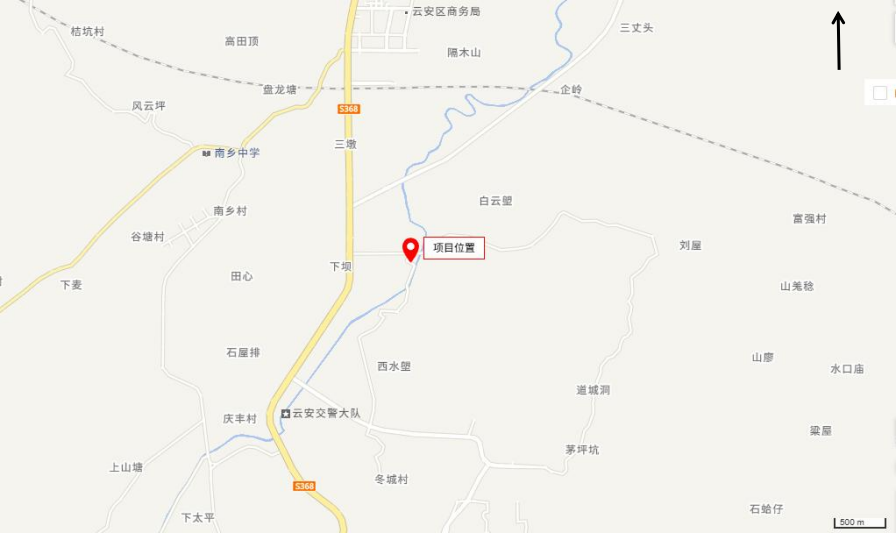 云安区商务局
三丈头
桔坑村
高田顶
隔木山
盘龙塘
企岭
风云坪
S368
三墩
南乡中学
白云塱
南乡村
富强村
谷塘村
项目位置
刘屋
下坝
田心
下麦
山羗稔
石屋排
西水塱
山廖
水口庙
道城洞
云安交警大队
庆丰村
粱屋
茅坪坑
上山塘
冬城村
S368
石蛤仔
下太平
500 m